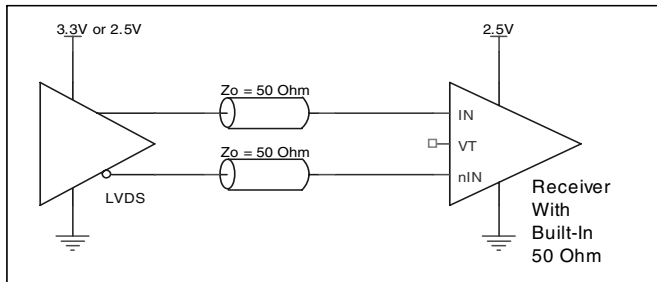 3.3V or 2.5V
2.5V
Zo = 50 Ohm
IN
VT
Zo = 50 Ohm
nIN
LVDS
Receiver
With
Built-In
50 Ohm